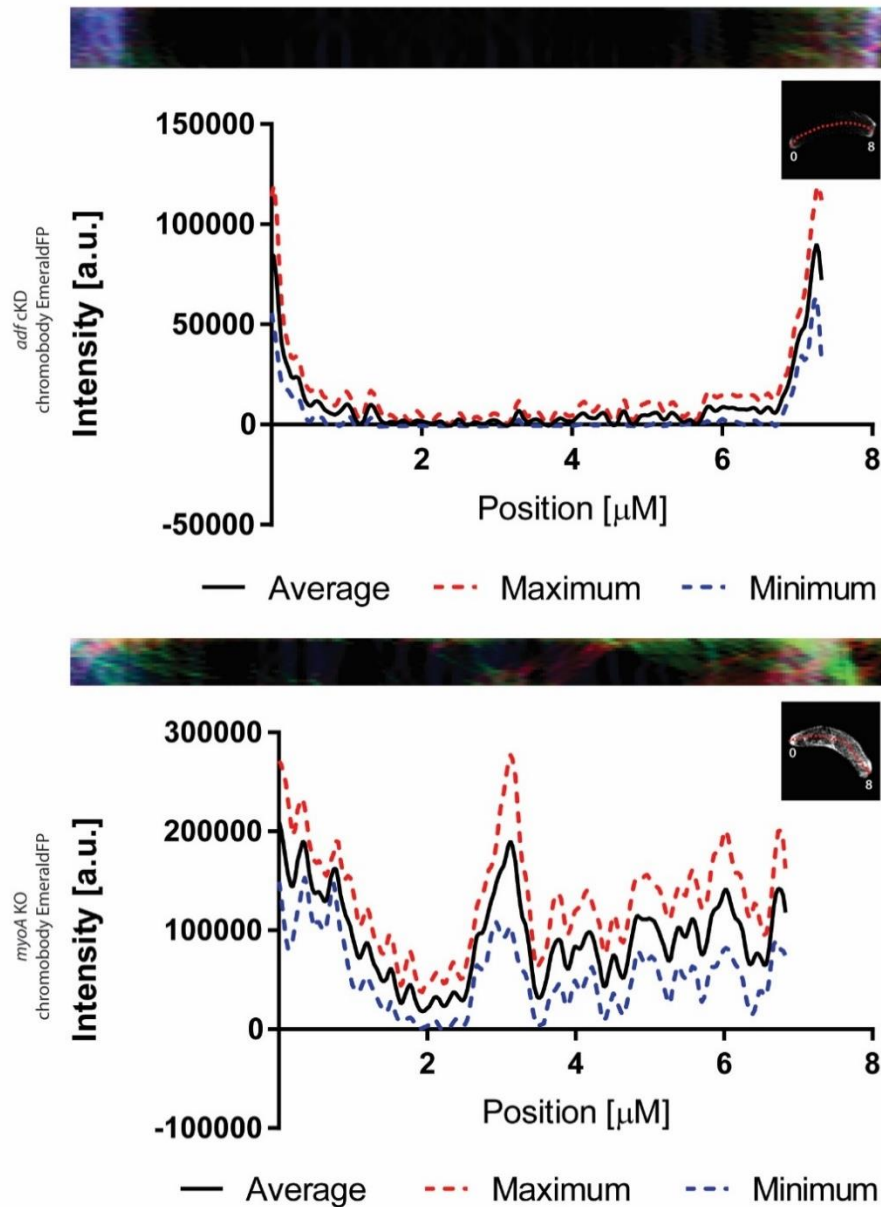 adf cKD
chromobody EmeraldFP
Intensity [a.u.]
150000
100000
50000
0
-50000
0
8
2
4
6
8
Position [μM]
Average
Maximum
Minimum
myoA KO
chromobody EmeraldFP
Intensity [a.u.]
300000
200000
100000
0
-100000
0
8
2
4
6
8
Position [μM]
Average
Maximum
Minimum